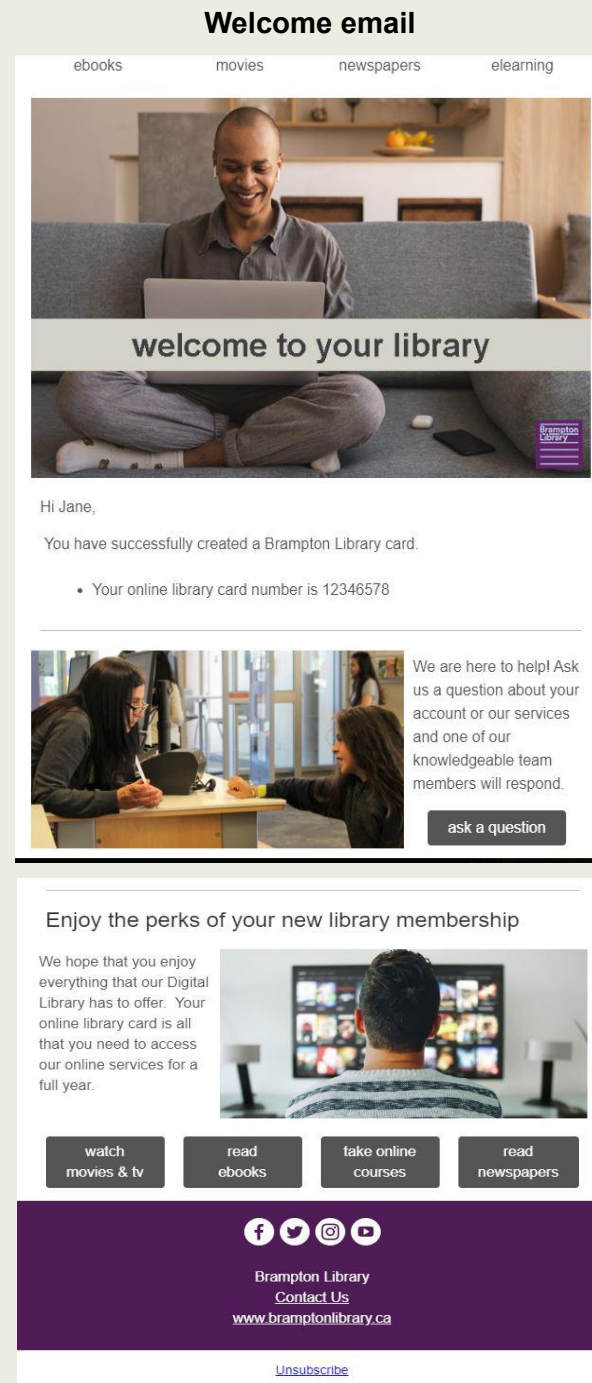 Welcome email
ebooks movies newspapers elearning
welcome to your library
Brampton
Library
Hi Jane,
You have successfully created a Brampton Library card.
• Your online library card number is 12346578
We are here to help! Ask
us a question about your
account or our services
and one of our
knowledgeable team
members will respond.
ask a question
Enjoy the perks of your new library membership
We hope that you enjoy
everything that our Digital
Library has to offer. Your
online library card is all
that you need to access
our online services for a
full year.
watch
movies & tv
read
ebooks
take online
courses
read
newspapers
Brampton Library
Contact Us
www.bramptonlibrary.ca
Unsubscribe